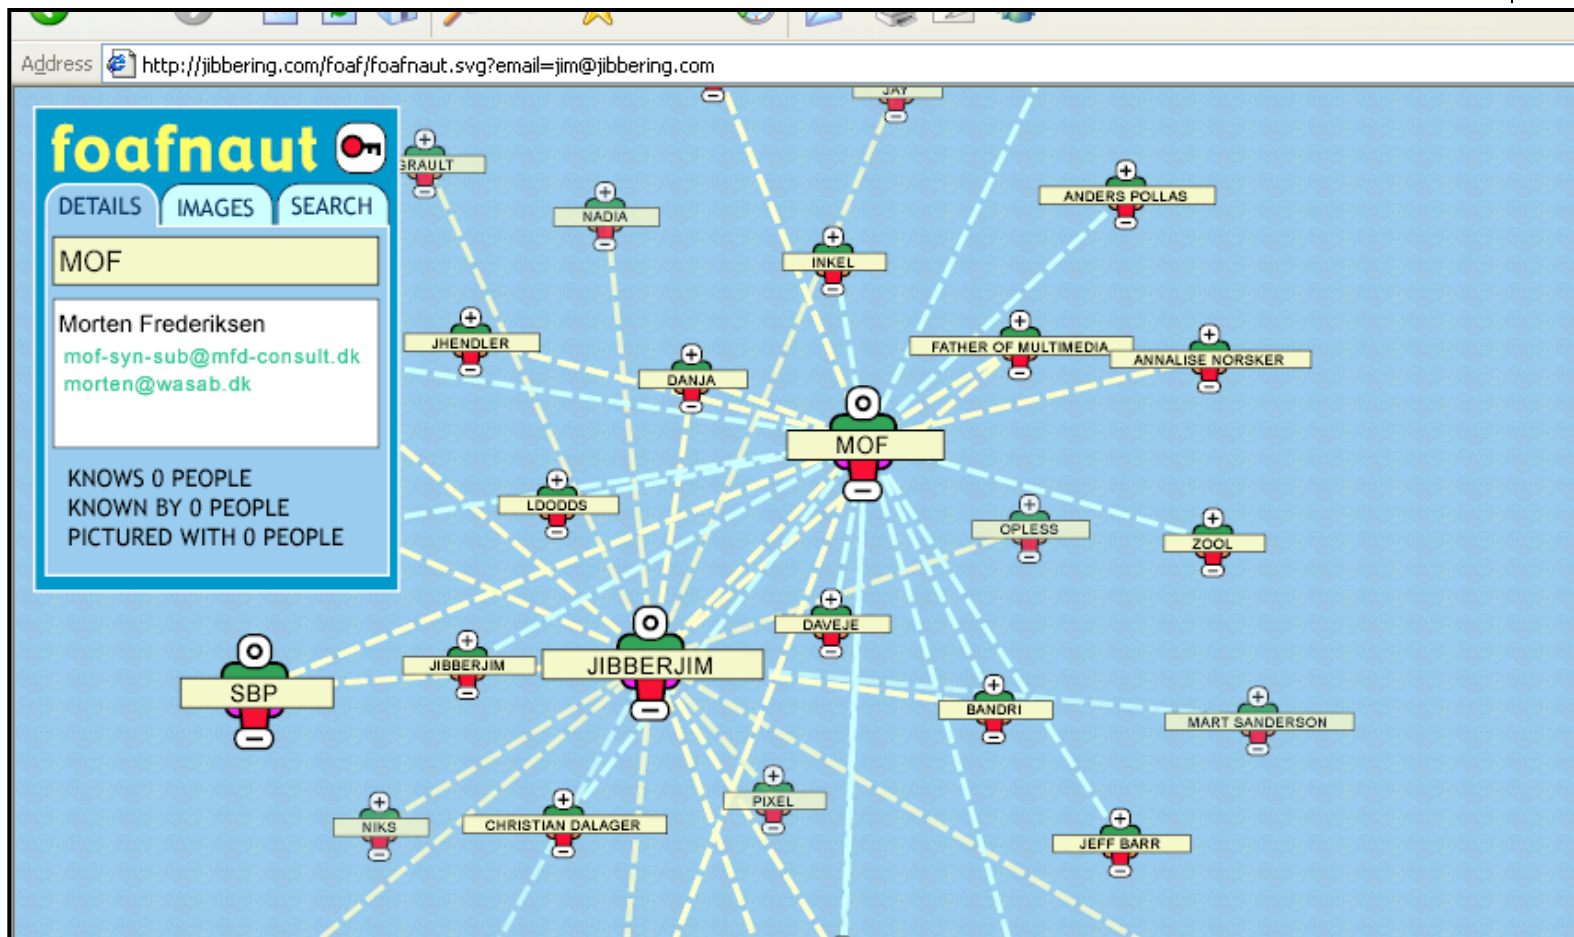 Address http://jibbering.com/foaf/foafnaut.svg?email=jim@jibbering.com
foafnaut
DETAILS IMAGES SEARCH
MOF
Morten Frederiksen
mof-syn-sub@mfd-consult.dk
morten@wasab.dk
KNOWS 0 PEOPLE
KNOWN BY 0 PEOPLE
PICTURED WITH 0 PEOPLE
JAY
GRAULT
ANDERS POLLAS
NADIA
INKEL
JHENDLER
FATHER OF MULTIMEDIA
ANNALISE NORSKER
DANJA
MOF
LDODDS
OPLESS
ZOOL
DAVEJE
JIBBERJIM
JIBBERJIM
SBP
BANDRI
MART SANDERSON
PIXEL
NIKS
CHRISTIAN DALAGER
JEFF BARR